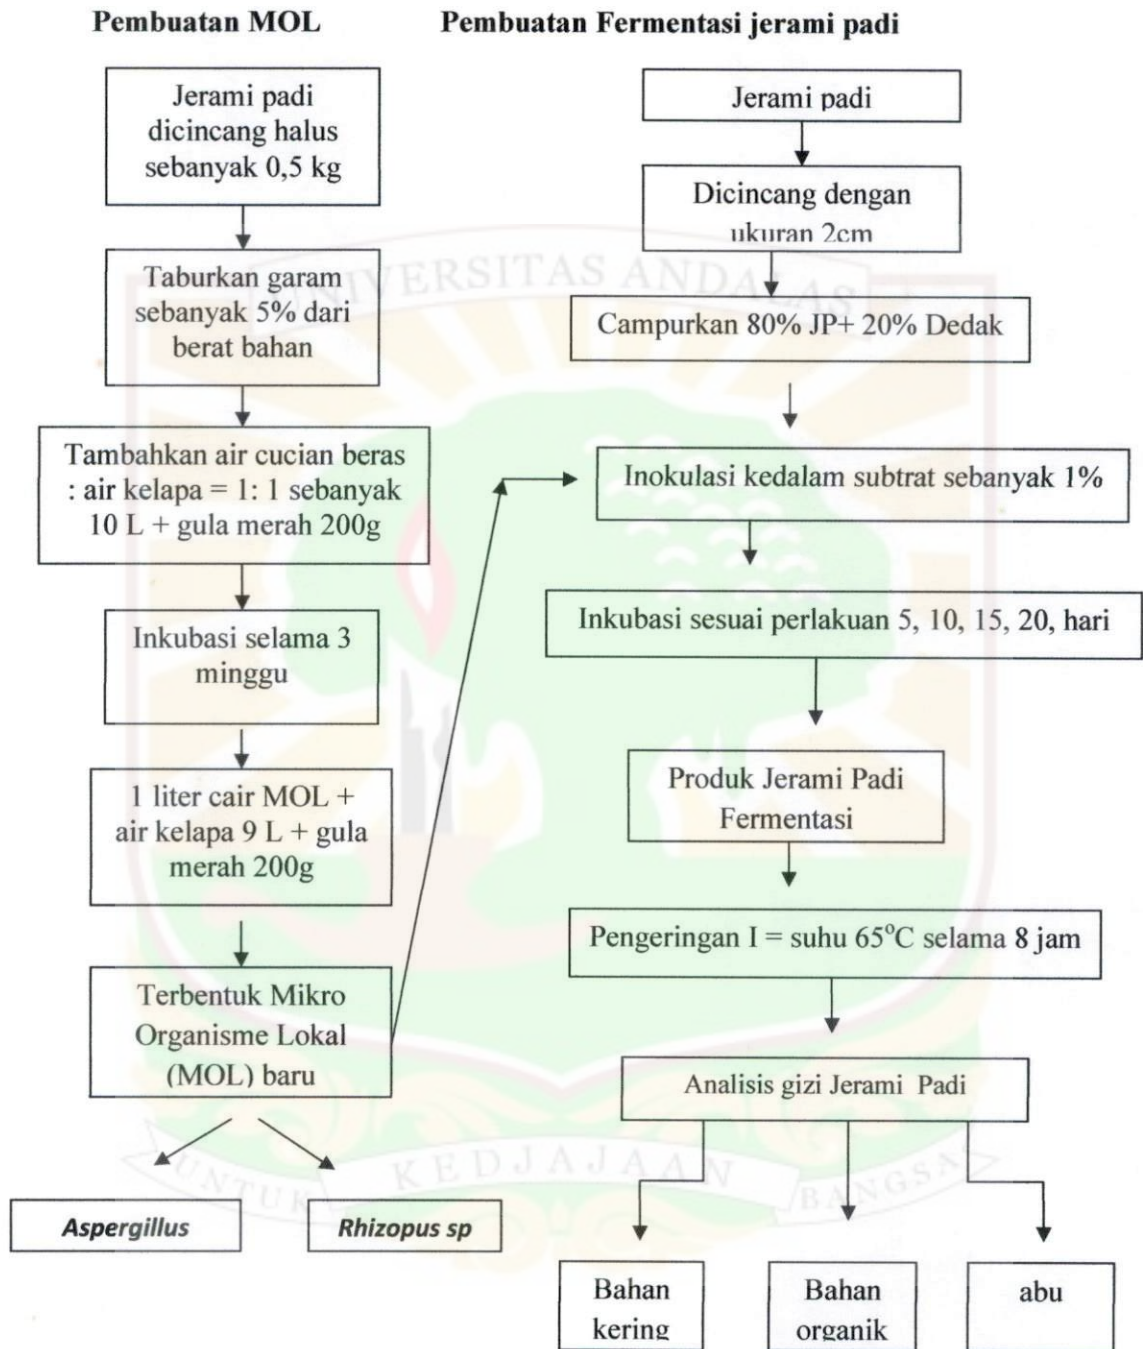 Pembuatan MOL
Jerami padi
dicincang halus
sebanyak 0,5 kg
Taburkan garam
sebanyak 5% dari
berat bahan
Tambahkan air cucian beras
: air kelapa = 1: 1 sebanyak
10 L + gula merah 200g
Inkubasi selama 3
minggu
1 liter cair MOL +
air kelapa 9 L + gula
merah 200g
Terbentuk Mikro
Organisme Lokal
(MOL) baru
Aspergillus
Rhizopus sp
Pembuatan Fermentasi jerami padi
Jerami padi
Dicincang dengan
ukuran 2cm
Campurkan 80% JP+ 20% Dedak
Inokulasi kedalam subtrat sebanyak 1%
Inkubasi sesuai perlakuan 5, 10, 15, 20, hari
Produk Jerami Padi
Fermentasi
Pengeringan I = suhu 65°C selama 8 jam
Analisis gizi Jerami Padi
Bahan
kering
Bahan
organik
abu
UNIVERSITAS ANDALAS
UNTUK KEDJAJAAN BANGSA